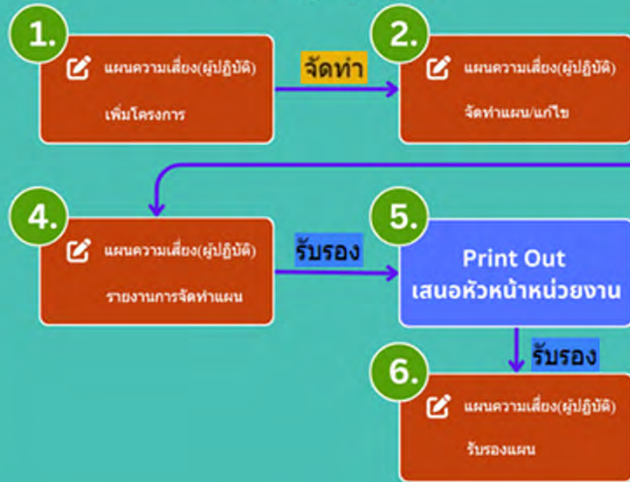 1.
แผนความเสี่ยง(ผู้ปฏิบัติ)
เพิ่มโครงการ
จัดทำ
2.
แผนความเสี่ยง(ผู้ปฏิบัติ)
จัดทำแผน/แก้ไข
4.
แผนความเสี่ยง(ผู้ปฏิบัติ)
รายงานการจัดทำแผน
รับรอง
5.
Print Out
เสนอหัวหน้าหน่วยงาน
รับรอง
6.
แผนความเสี่ยง(ผู้ปฏิบัติ)
รับรองแผน